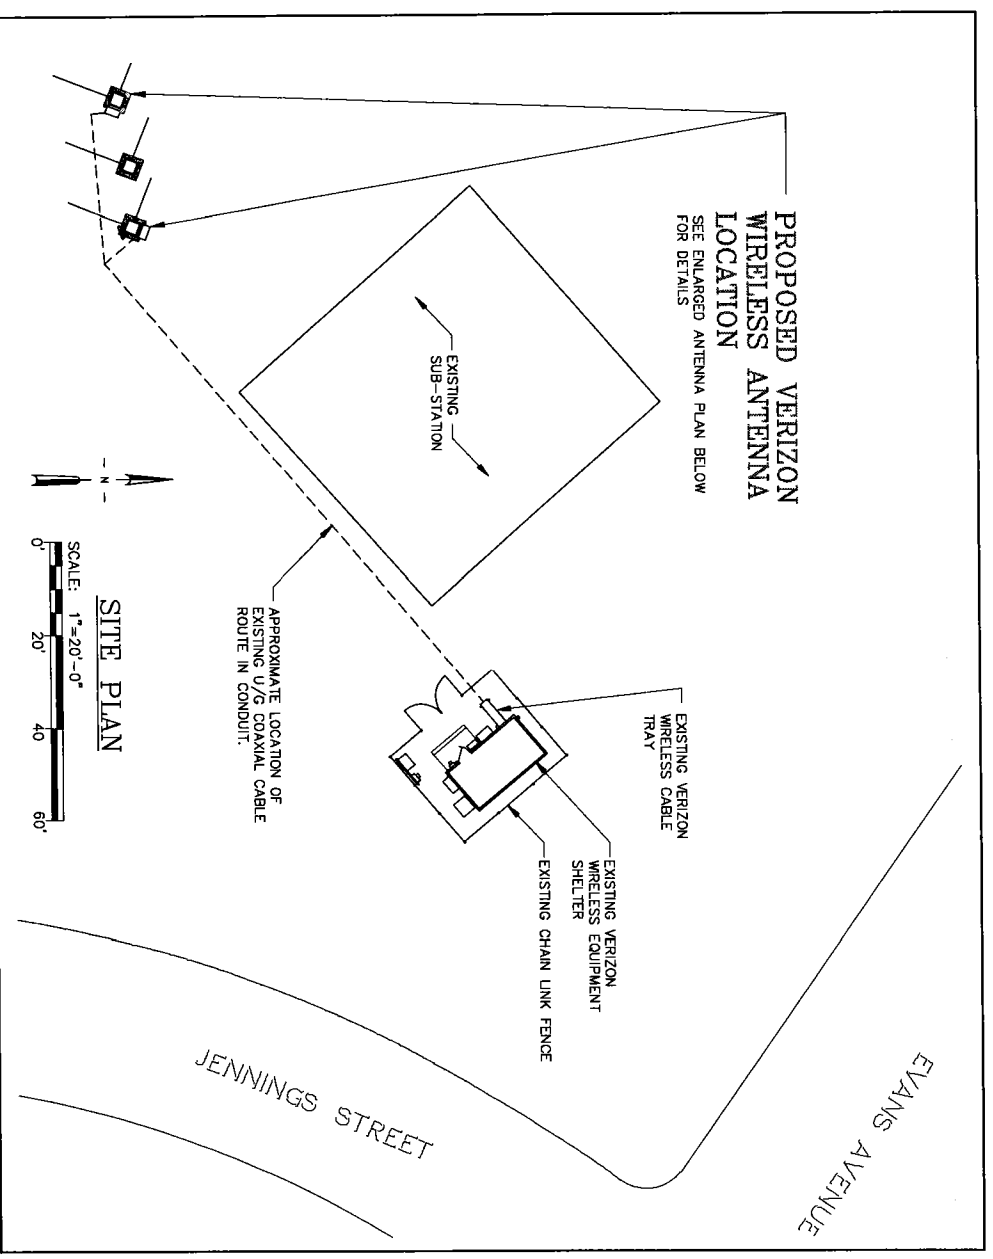 PROPOSED VERIZON
WIRELESS ANTENNA
LOCATION
SEE ENLARGED ANTENNA PLAN BELOW
FOR DETAILS
EXISTING
SUB-STATION
EXISTING VERIZON
WIRELESS CABLE
TRAY
EXISTING VERIZON
WIRELESS EQUIPMENT
SHELTER
EXISTING CHAIN LINK FENCE
APPROXIMATE LOCATION OF
EXISTING U/G COAXIAL CABLE
ROUTE IN CONDUIT.
EVANS AVENUE
JENNINGS STREET
N
SITE PLAN
SCALE: 1"=20'-0"
0' 20' 40 60'